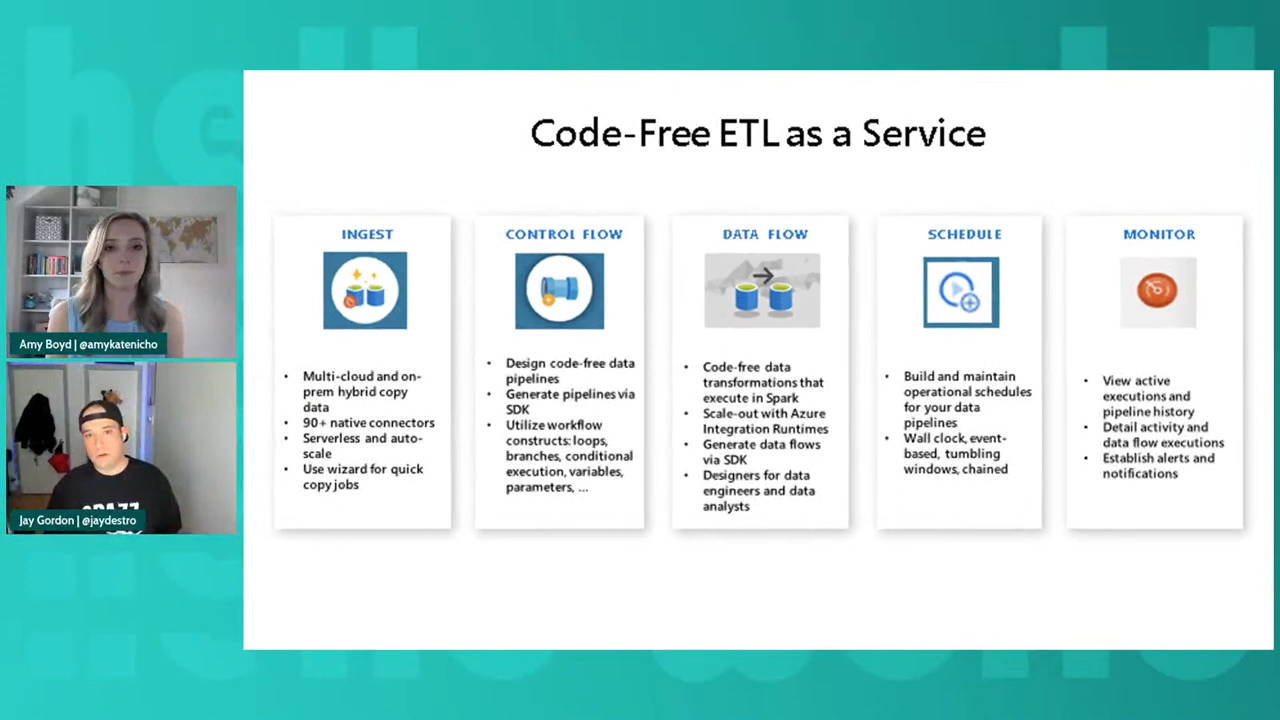 Code-Free ETL as a Service
INGEST
Multi-cloud and on-
prem hybrid copy
data
90+ native connectors
Serverless and auto-
scale
Use wizard for quick
copy jobs
CONTROL FLOW
Design code-free data
pipelines
Generate pipelines via
SDK
Utilize workflow
constructs: loops,
branches, conditional
execution, variables,
parameters, ...
DATA FLOW
Code-free data
transformations that
execute in Spark
Scale-out with Azure
Integration Runtimes
Generate data flows
via SDK
Designers for data
engineers and data
analysts
SCHEDULE
Build and maintain
operational schedules
for your data
pipelines
Wall clock, event-
based, tumbling
windows, chained
MONITOR
View active
executions and
pipeline history
Detail activity and
data flow executions
Establish alerts and
notifications
Amy Boyd | @amykatenicho
Jay Gordon | @jaydestro